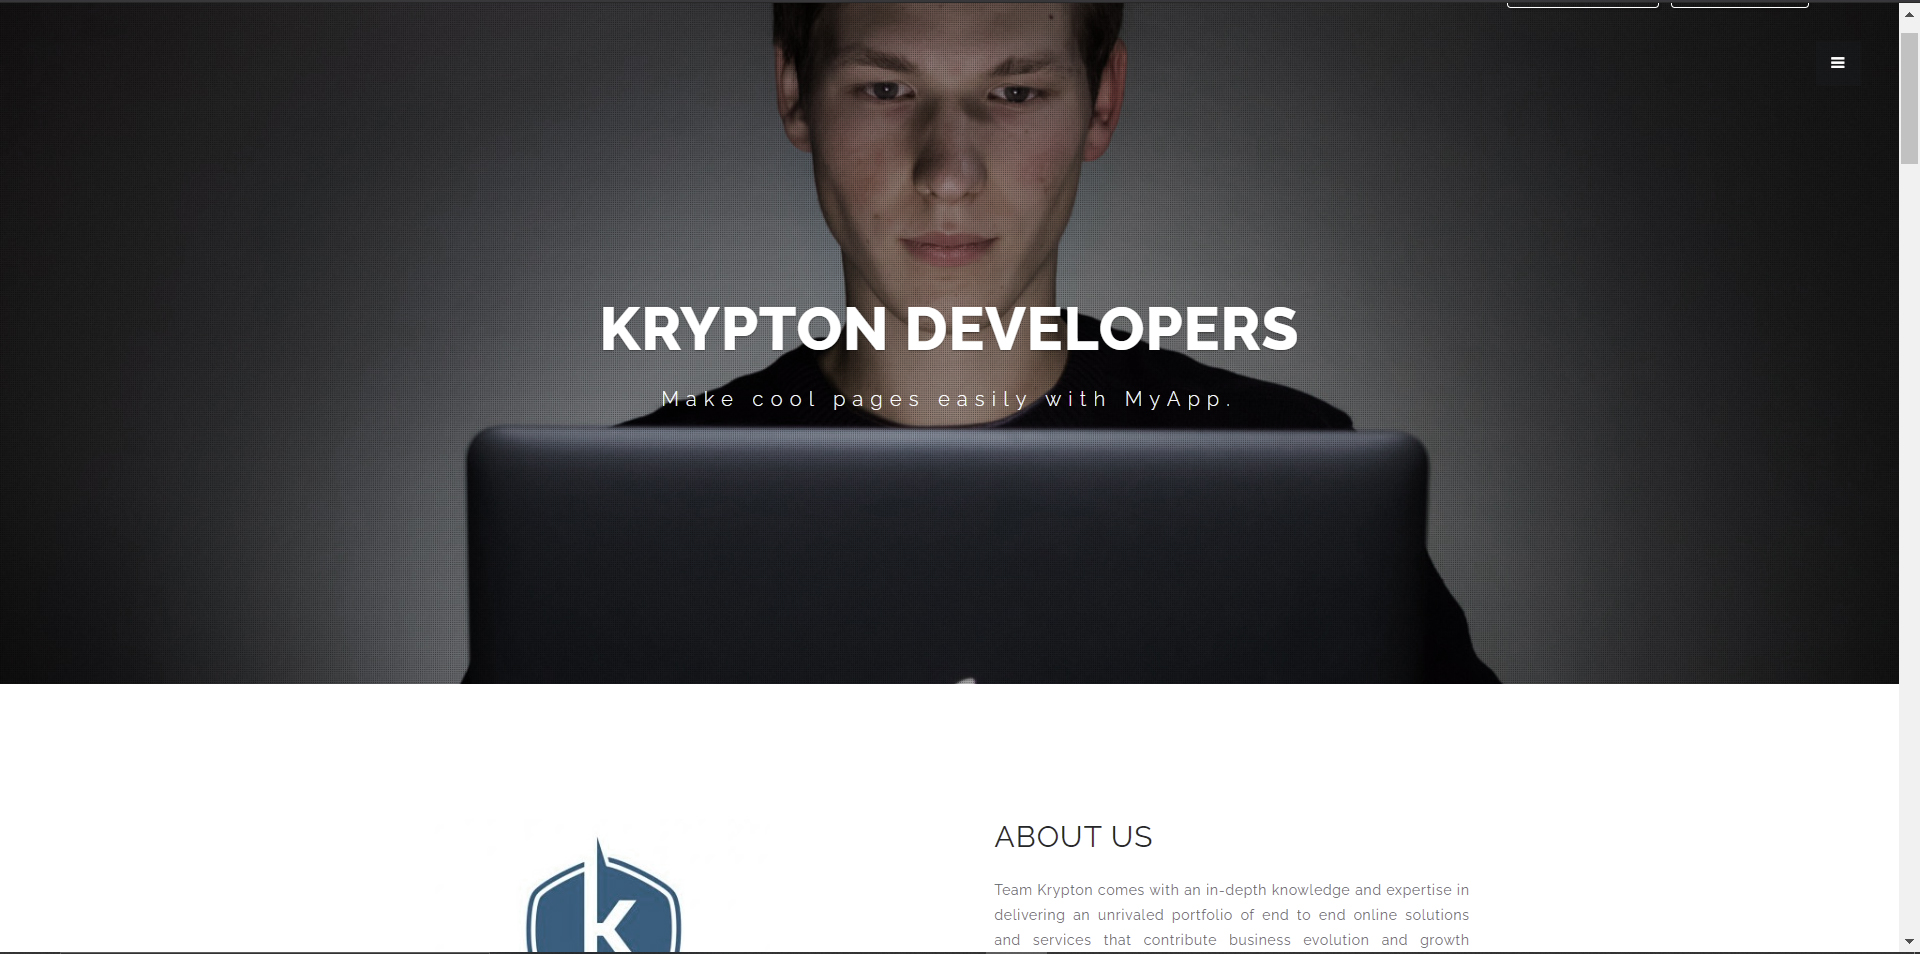 KRYPTON DEVELOPERS
Make cool pages easily with MyApp.
ABOUT US
Team Krypton comes with an in-depth knowledge and expertise in
delivering an unrivaled portfolio of end to end online solutions
and services that contribute business evolution and growth
k